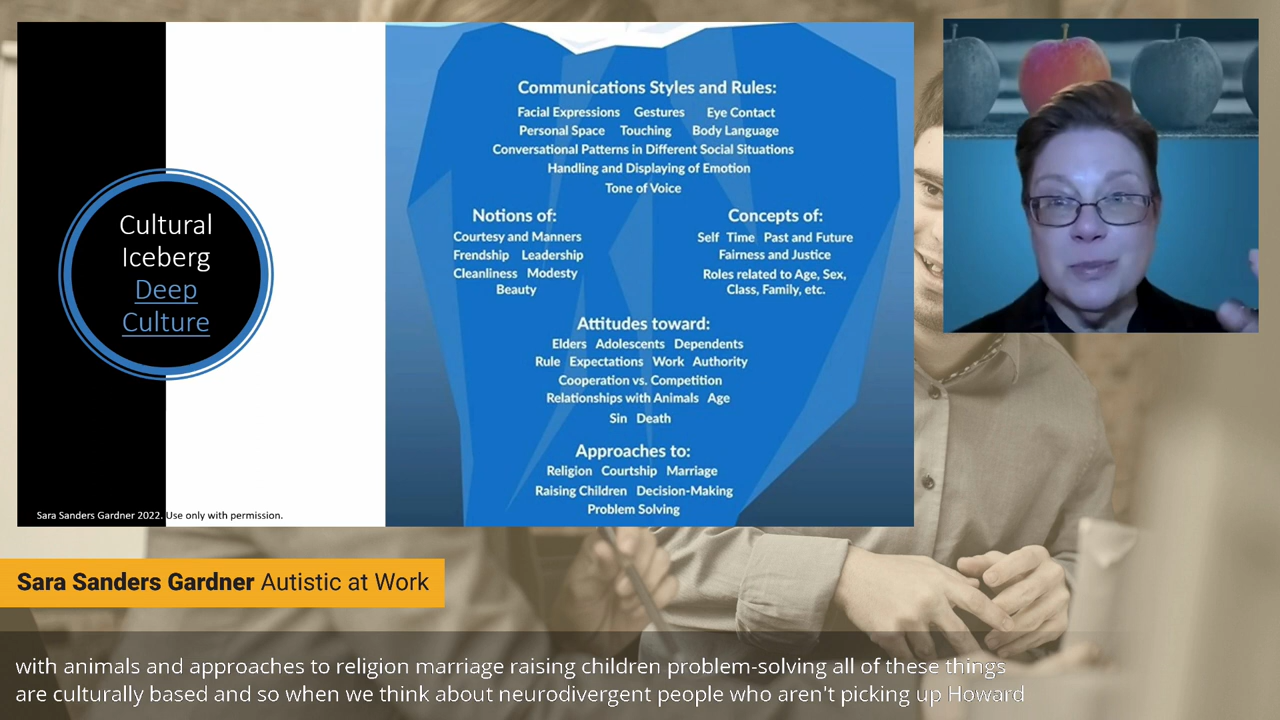 Cultural
Iceberg
Deep
Culture
Sara Sanders Gardner 2022. Use only with permission.
Communications Styles and Rules:
Facial Expressions Gestures Eye Contact
Personal Space Touching Body Language
Conversational Patterns in Different Social Situations
Handling and Displaying of Emotion
Tone of Voice
Notions of:
Courtesy and Manners
Frendship Leadership
Cleanliness Modesty
Beauty
Concepts of:
Self Time Past and Future
Fairness and Justice
Roles related to Age, Sex,
Class, Family, etc.
Attitudes toward:
Elders Adolescents Dependents
Rule Expectations Work Authority
Cooperation vs. Competition
Relationships with Animals Age
Sin Death
Approaches to:
Religion Courtship Marriage
Raising Children Decision-Making
Problem Solving
Sara Sanders Gardner Autistic at Work
with animals and approaches to religion marriage raising children problem-solving all of these things
are culturally based and so when we think about neurodivergent people who aren't picking up Howard